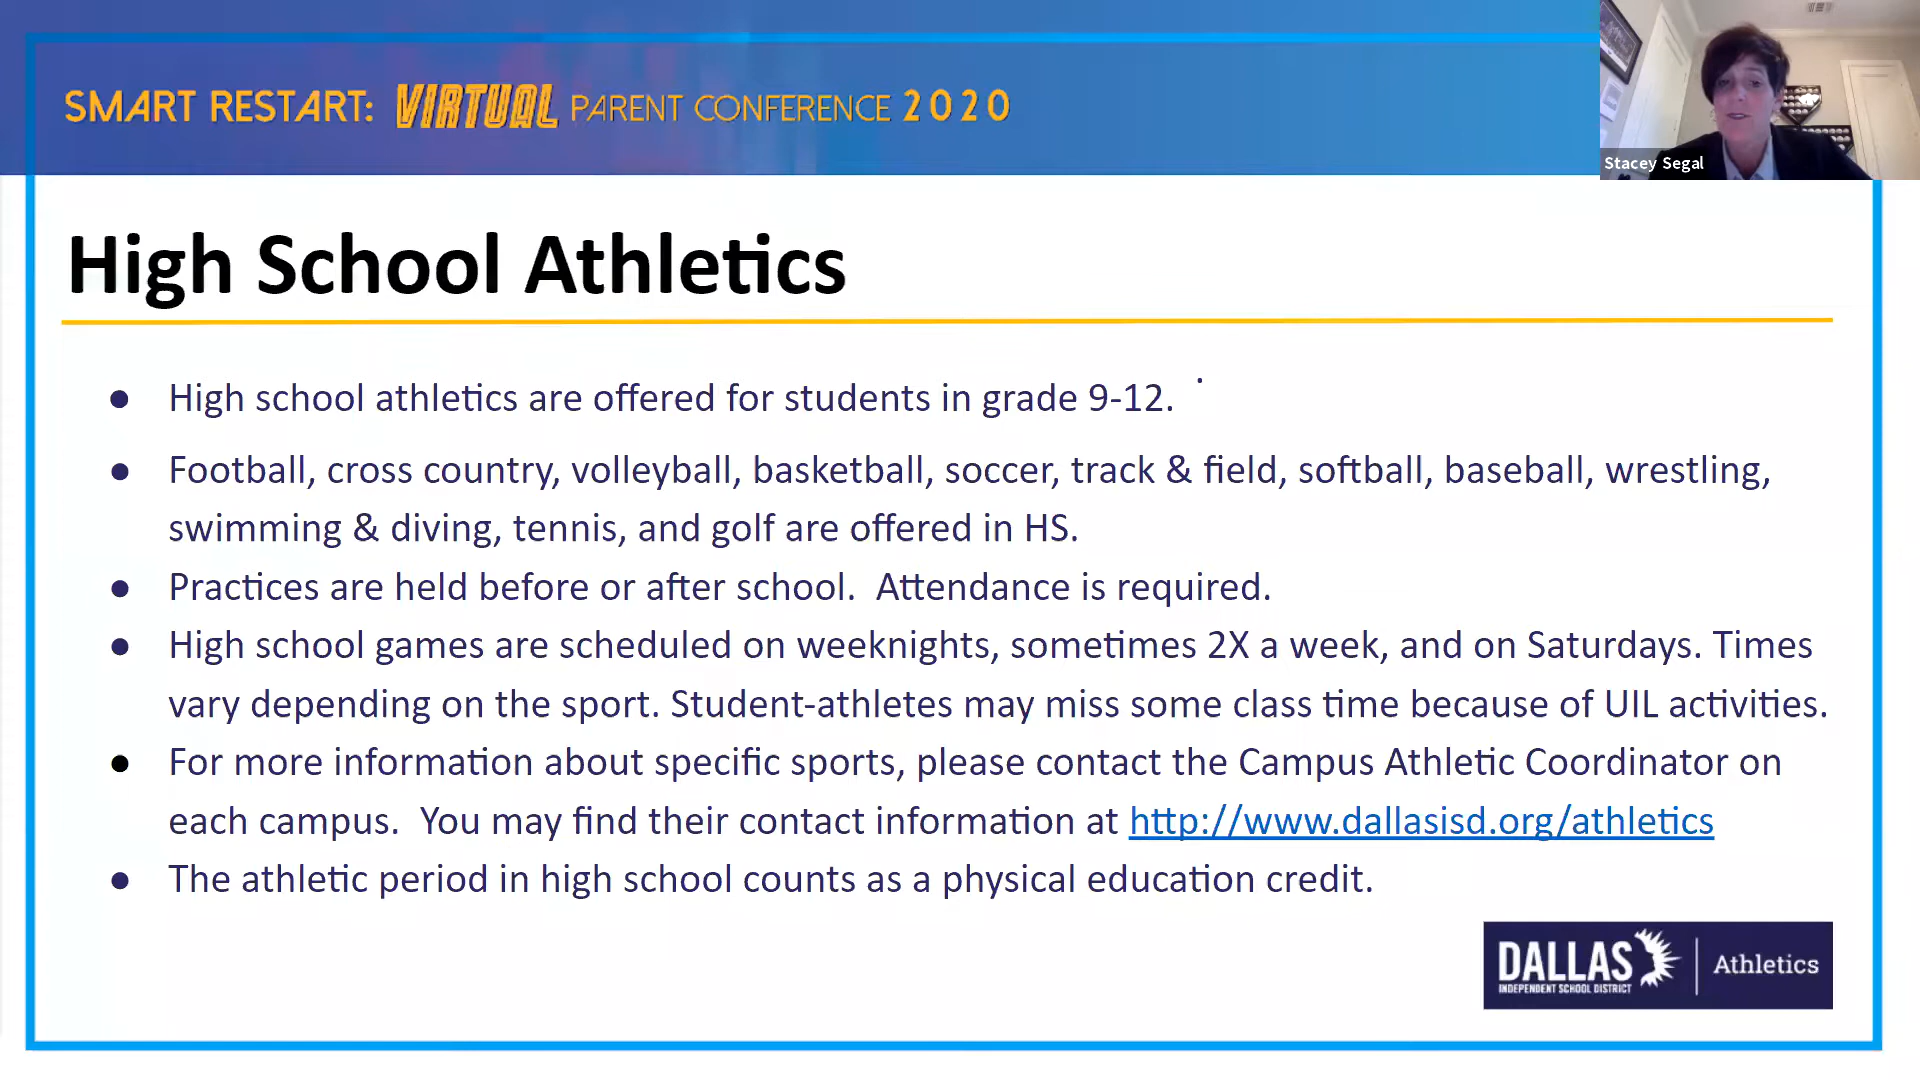 SMART RESTART: VIRTUAL PARENT CONFERENCE 2020
Stacey Segal
High School Athletics
● High school athletics are offered for students in grade 9-12.
● Football, cross country, volleyball, basketball, soccer, track & field, softball, baseball, wrestling,
swimming & diving, tennis, and golf are offered in HS.
● Practices are held before or after school.  Attendance is required.
● High school games are scheduled on weeknights, sometimes 2X a week, and on Saturdays. Times
vary depending on the sport. Student-athletes may miss some class time because of UIL activities.
● For more information about specific sports, please contact the Campus Athletic Coordinator on
each campus.  You may find their contact information at http://www.dallasisd.org/athletics
● The athletic period in high school counts as a physical education credit.
DALLAS
INDEPENDENT SCHOOL DISTRICT
Athletics